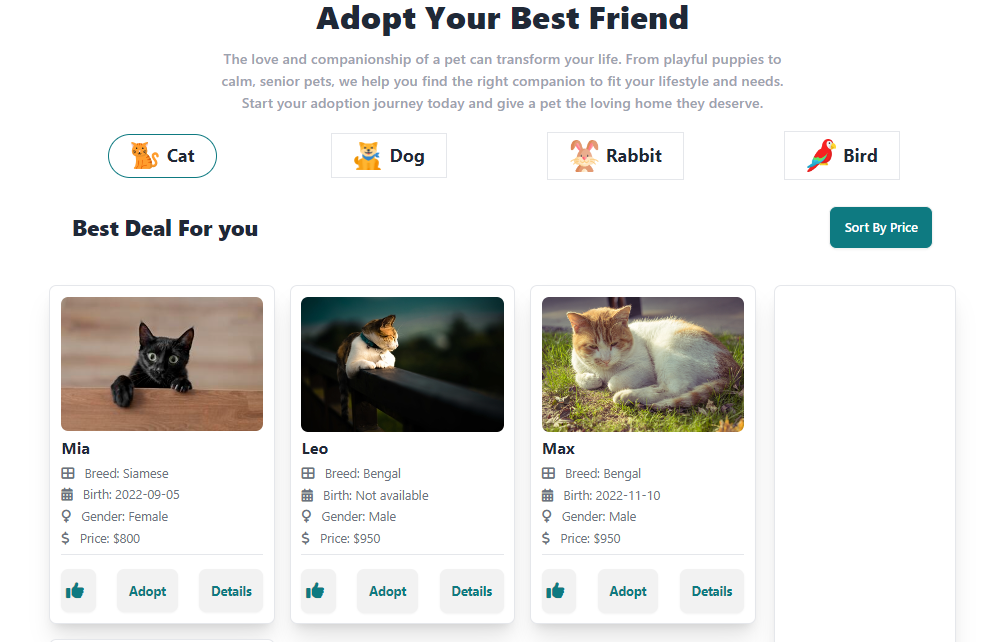 Adopt Your Best Friend
The love and companionship of a pet can transform your life. From playful puppies to
calm, senior pets, we help you find the right companion to fit your lifestyle and needs.
Start your adoption journey today and give a pet the loving home they deserve.
Cat
Dog
Rabbit
Bird
Best Deal For you
Sort By Price
Mia
Breed: Siamese
Birth: 2022-09-05
Gender: Female
Price: $800
Adopt
Details
Leo
Breed: Bengal
Birth: Not available
Gender: Male
Price: $950
Adopt
Details
Max
Breed: Bengal
Birth: 2022-11-10
Gender: Male
Price: $950
Adopt
Details